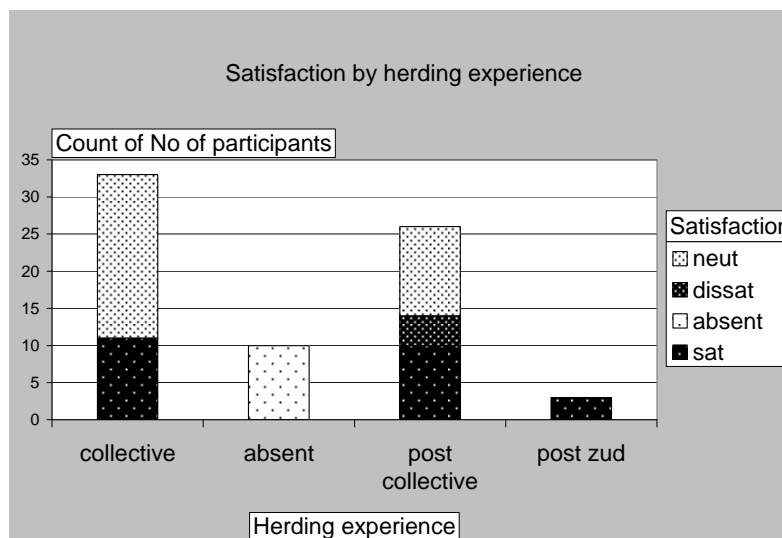 Satisfaction by herding experience
Count of No of participants
35
30
25
20
15
10
5
0
collective
absent
post
collective
post zud
Herding experience
Satisfaction
neut
dissat
absent
sat